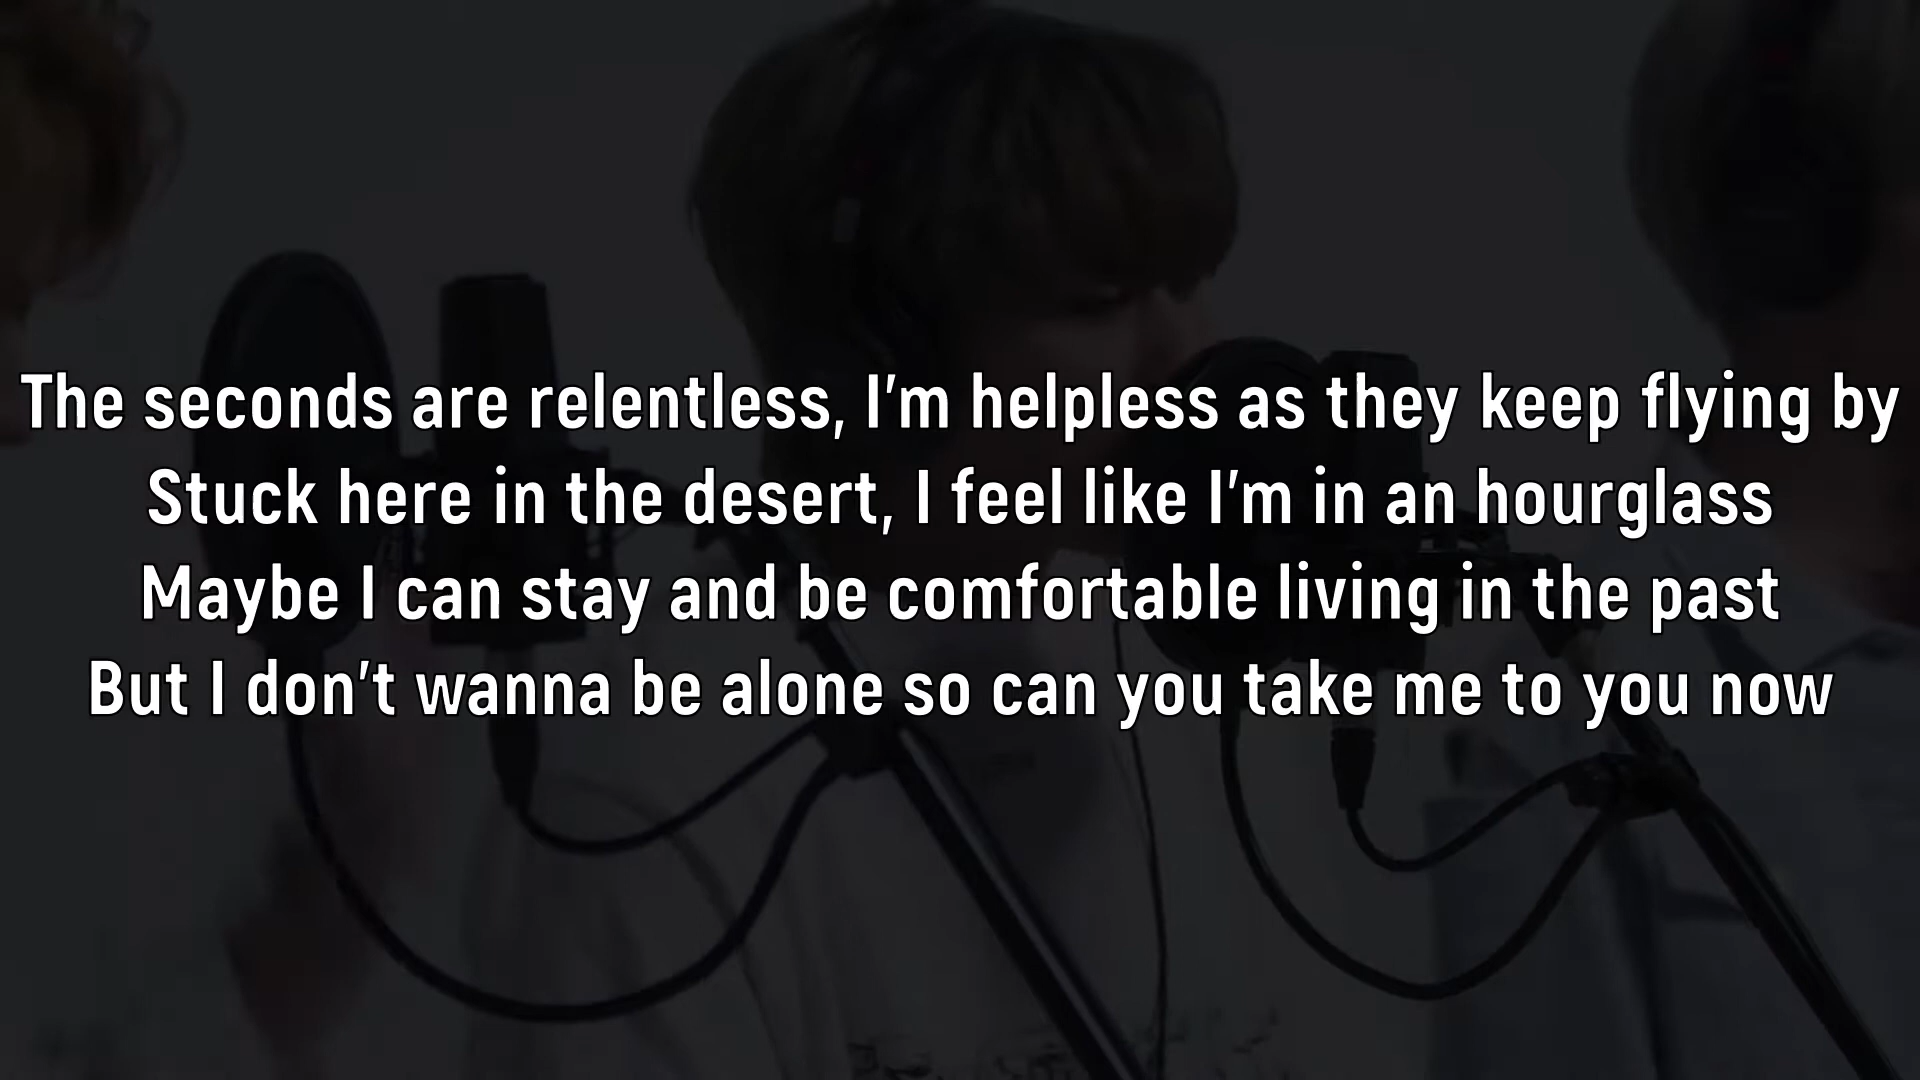 The seconds are relentless, I'm helpless as they keep flying by
Stuck here in the desert, I feel like I'm in an hourglass
Maybe I can stay and be comfortable living in the past
But I don't wanna be alone so can you take me to you now